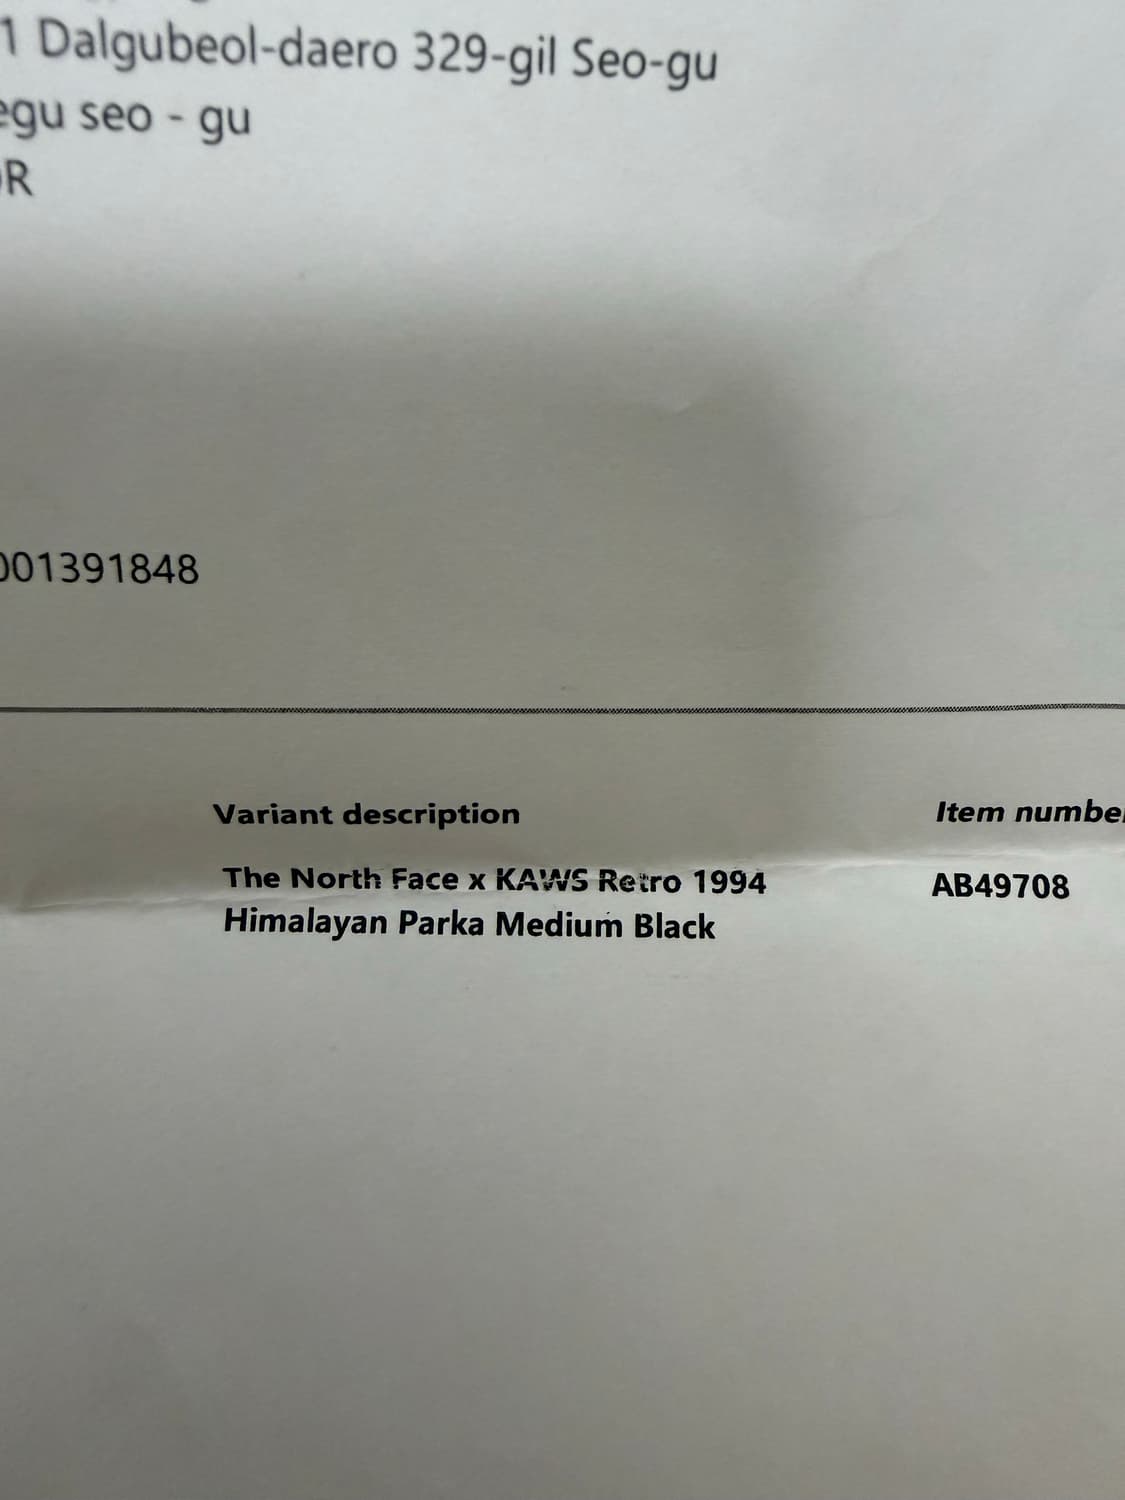 1 Dalgubeol-daero 329-gil Seo-gu
egu seo - gu
R
001391848
Variant description Item number
The North Face x KAWS Retro 1994 AB49708
Himalayan Parka Medium Black